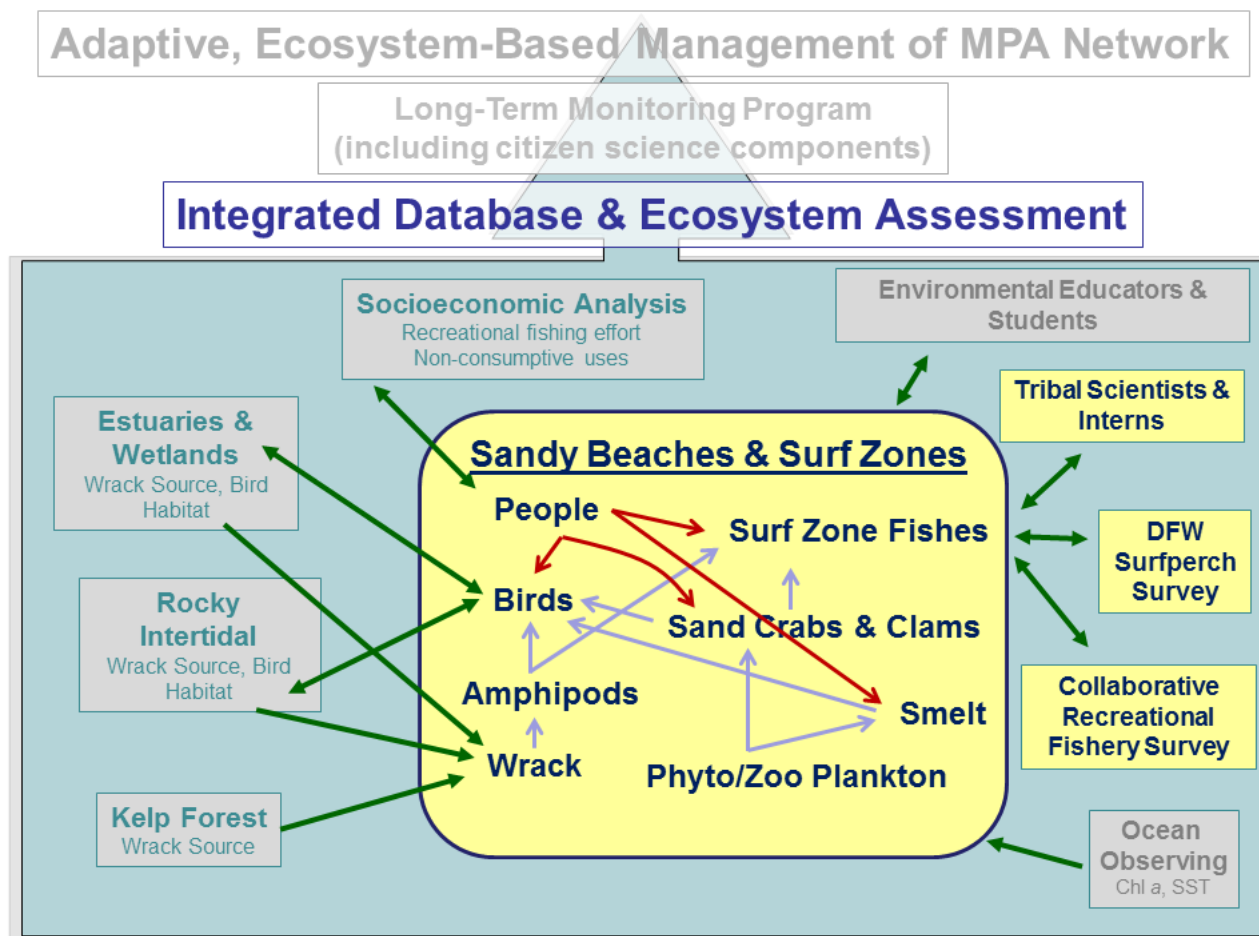 Adaptive, Ecosystem-Based Management of MPA Network
Long-Term Monitoring Program
(including citizen science components)
Integrated Database & Ecosystem Assessment
Socioeconomic Analysis
Recreational fishing effort
Non-consumptive uses
Environmental Educators &
Students
Tribal Scientists &
Interns
Estuaries &
Wetlands
Wrack Source, Bird
Habitat
Sandy Beaches & Surf Zones
People
Surf Zone Fishes
DFW
Surfperch
Survey
Rocky
Intertidal
Wrack Source, Bird
Habitat
Birds
Sand Crabs & Clams
Amphipods
Smelt
Collaborative
Recreational
Fishery Survey
Wrack
Phyto/Zoo Plankton
Kelp Forest
Wrack Source
Ocean
Observing
Chl a, SST